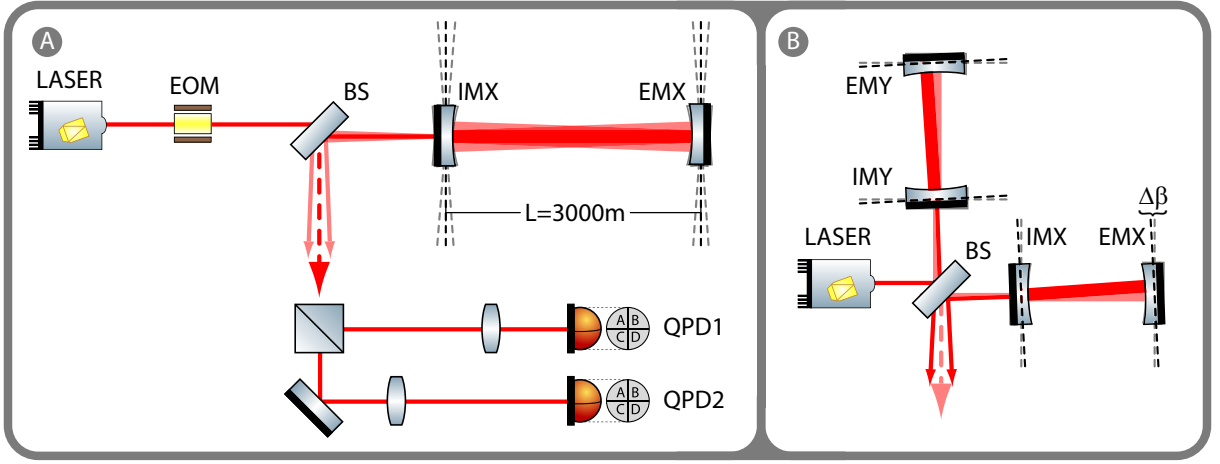 A
LASER
EOM
BS
IMX
EMX
L=3000m
A B
C D
QPD1
A B
C D
QPD2
B
EMY
IMY
Δβ
LASER
BS
IMX
EMX